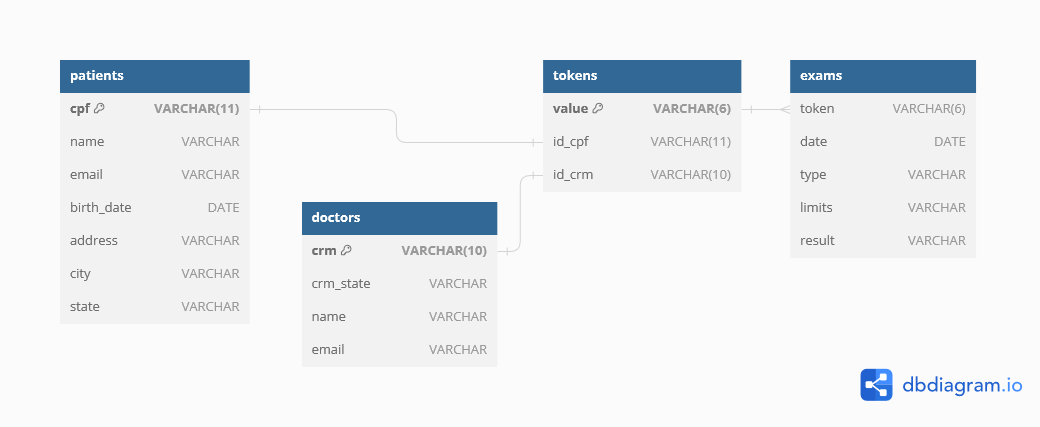 patients
cpf VARCHAR(11)
name VARCHAR
email VARCHAR
birth_date DATE
address VARCHAR
city VARCHAR
state VARCHAR
doctors
crm VARCHAR(10)
crm_state VARCHAR
name VARCHAR
email VARCHAR
tokens
value VARCHAR(6)
id_cpf VARCHAR(11)
id_crm VARCHAR(10)
exams
token VARCHAR(6)
date DATE
type VARCHAR
limits VARCHAR
result VARCHAR
dbdiagram.io